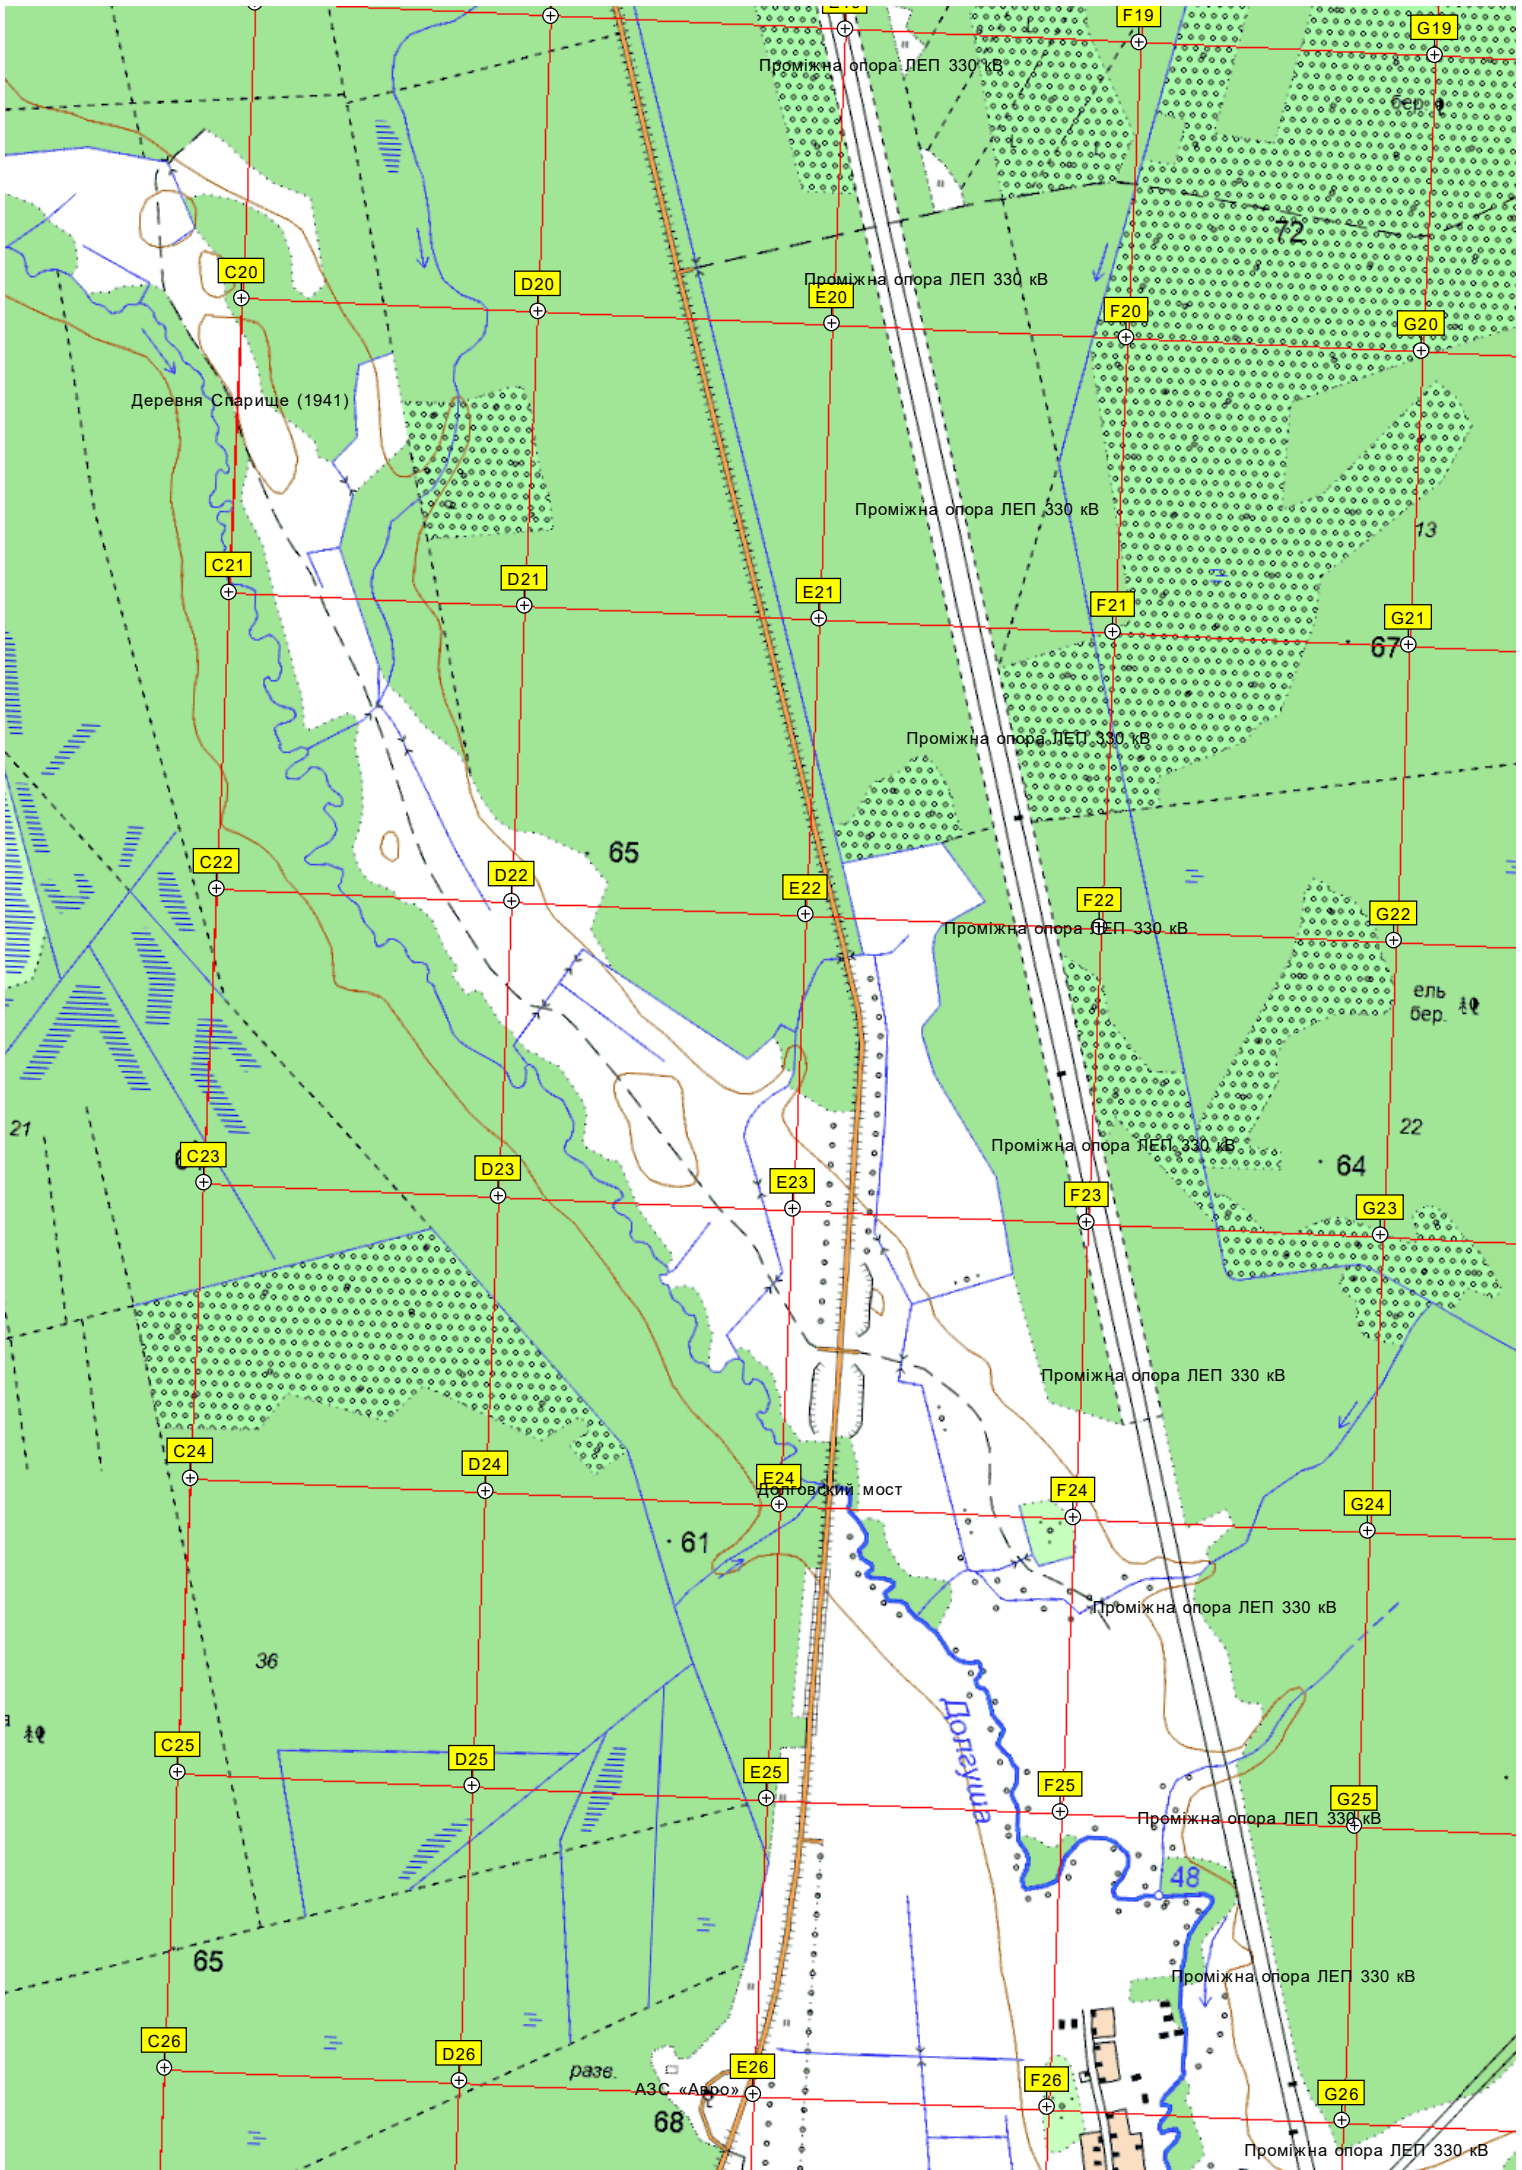 F19
G19
Проміжна опора ЛЕП 330 кВ
бер.
72
C20
D20
Проміжна опора ЛЕП 330 кВ
E20
F20
G20
Деревня Спарище (1941)
Проміжна опора ЛЕП 330 кВ
13
C21
D21
E21
F21
G21
67
Проміжна опора ЛЕП 330 кВ
65
C22
D22
E22
F22
G22
Проміжна опора ЛЕП 330 кВ
ель
бер.
21
22
Проміжна опора ЛЕП 330 кВ
64
C23
D23
E23
F23
G23
Проміжна опора ЛЕП 330 кВ
C24
D24
E24
Долговский мост
F24
G24
61
Проміжна опора ЛЕП 330 кВ
36
Долгуша
C25
D25
E25
F25
G25
Проміжна опора ЛЕП 330 кВ
48
65
Проміжна опора ЛЕП 330 кВ
C26
D26
E26
F26
G26
разв.
АЗС «Авро»
68
Проміжна опора ЛЕП 330 кВ